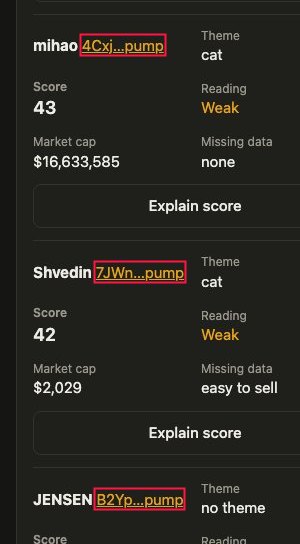 mihao 4Cxj...pump
Theme
cat
Score
43
Reading
Weak
Market cap
$16,633,585
Missing data
none
Explain score
Shvedin 7JWn...pump
Theme
cat
Score
42
Reading
Weak
Market cap
$2,029
Missing data
easy to sell
Explain score
JENSEN B2Yp...pump
Theme
no theme
Score
Reading